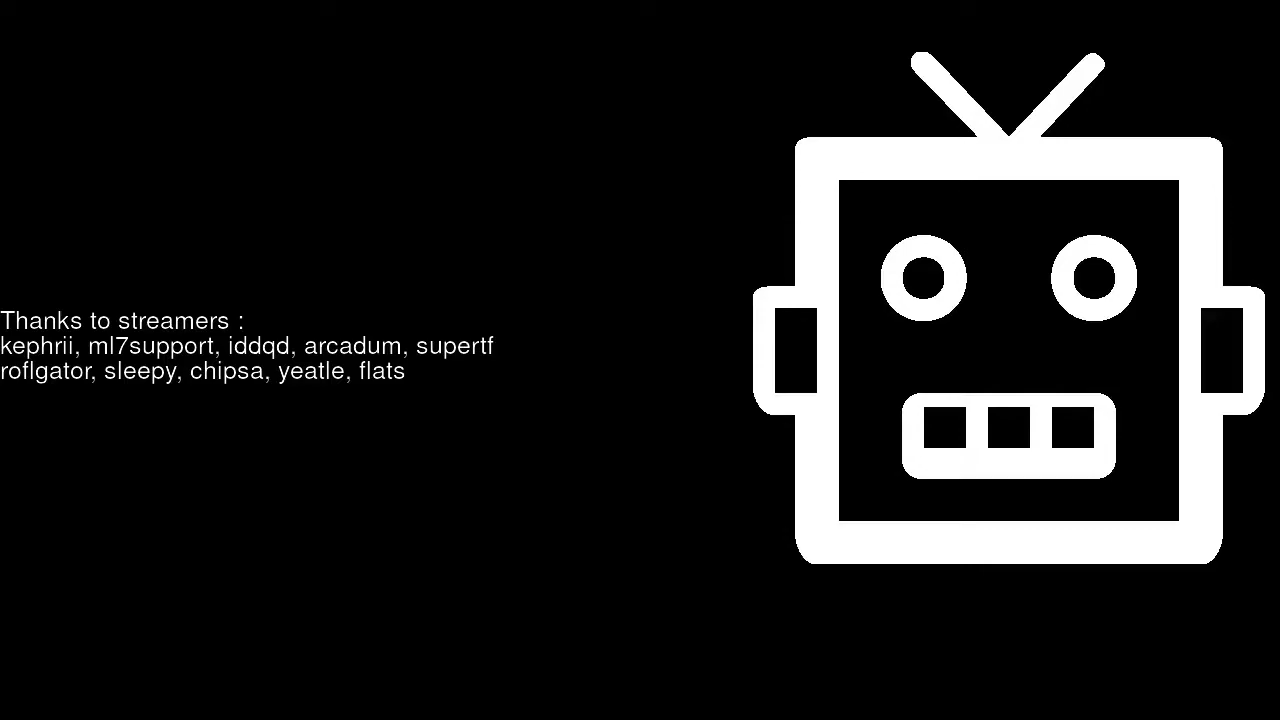 Thanks to streamers :
kephrii, ml7support, iddqd, arcadum, supertf
roflgator, sleepy, chipsa, yeatle, flats